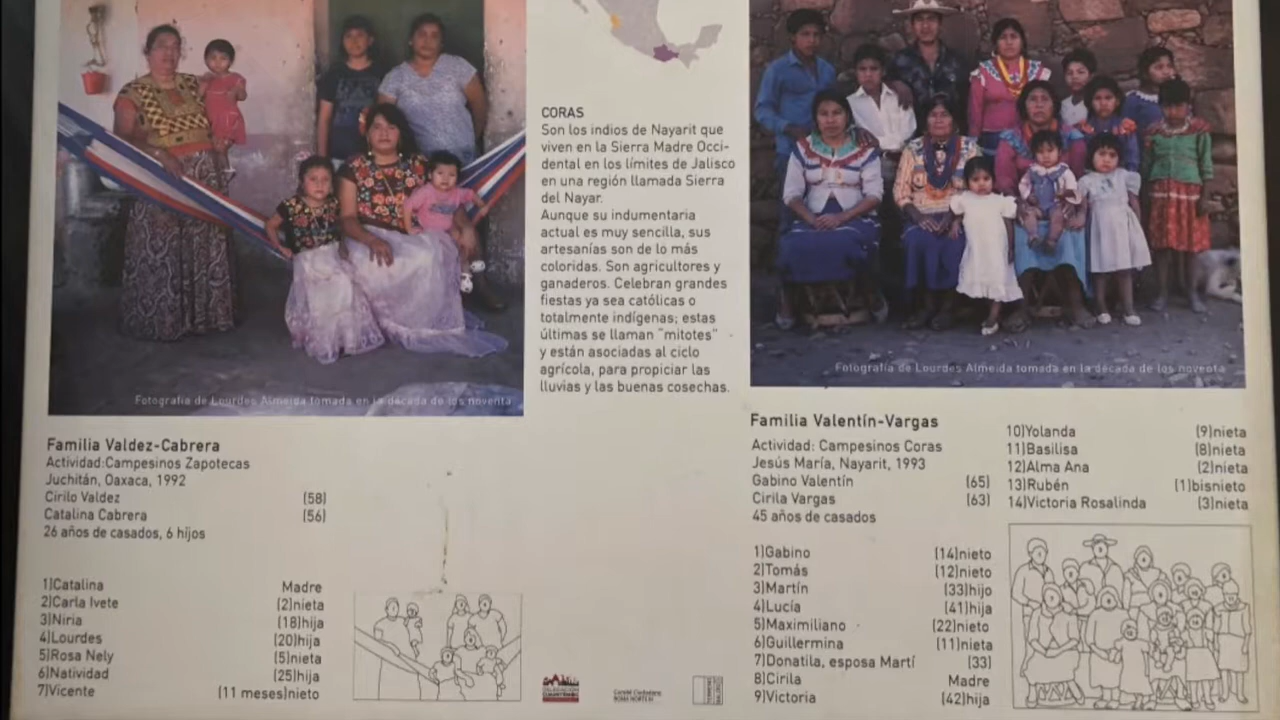 Fotografía de Lourdes Almeida tomada en la década de los noventa
Familia Valdez-Cabrera
Actividad:Campesinos Zapotecas
Juchitán, Oaxaca, 1992
Cirilo Valdez (58)
Catalina Cabrera (56)
26 años de casados, 6 hijos
1)Catalina Madre
2)Carla Ivete (2)nieta
3)Niria (18)hija
4)Lourdes (20)hija
5)Rosa Nely (5)nieta
6)Natividad (25)hija
7)Vicente (11 meses)nieto
CORAS
Son los indios de Nayarit que
viven en la Sierra Madre Occi-
dental en los límites de Jalisco
en una región llamada Sierra
del Nayar.
Aunque su indumentaria
actual es muy sencilla, sus
artesanías son de lo más
coloridas. Son agricultores y
ganaderos. Celebran grandes
fiestas ya sea católicas o
totalmente indígenas; estas
últimas se llaman "mitotes"
y están asociadas al ciclo
agrícola, para propiciar las
lluvias y las buenas cosechas.
Fotografía de Lourdes Almeida tomada en la década de los noventa
Familia Valentín-Vargas
Actividad: Campesinos Coras
Jesús María, Nayarit, 1993
Gabino Valentín (65)
Cirila Vargas (63)
45 años de casados
1)Gabino (14)nieto
2)Tomás (12)nieto
3)Martín (33)hijo
4)Lucía (41)hija
5)Maximiliano (22)nieto
6)Guillermina (11)nieta
7)Donatila, esposa Martí (33)
8)Cirila Madre
9)Victoria (42)hija
10)Yolanda (9)nieta
11)Basilisa (8)nieta
12)Alma Ana (2)nieta
13)Rubén (1)bisnieto
14)Victoria Rosalinda (3)nieta
Comité Ciudadano